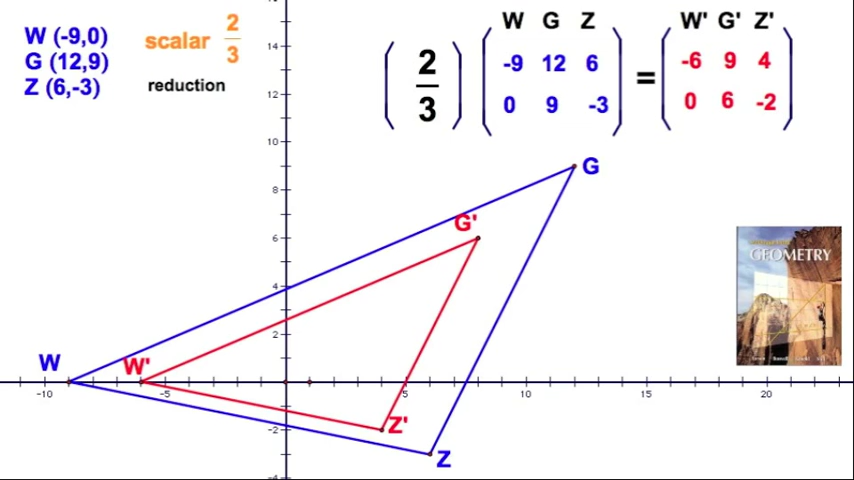 W (-9,0)
G (12,9)
Z (6,-3)
scalar 2/3
reduction
W G Z
W' G' Z'
(2/3) (-9 12 6 = (-6 9 4
0 9 -3) 0 6 -2)
14
12
10
8
6
4
2
-2
-4
-10
-5
5
10
15
20
G
G'
W
W'
Z'
Z
GEOMETRY